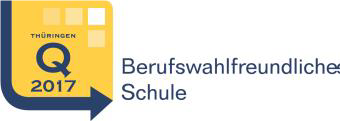 THÜRINGEN
Q
2017
Berufswahlfreundliche
Schule